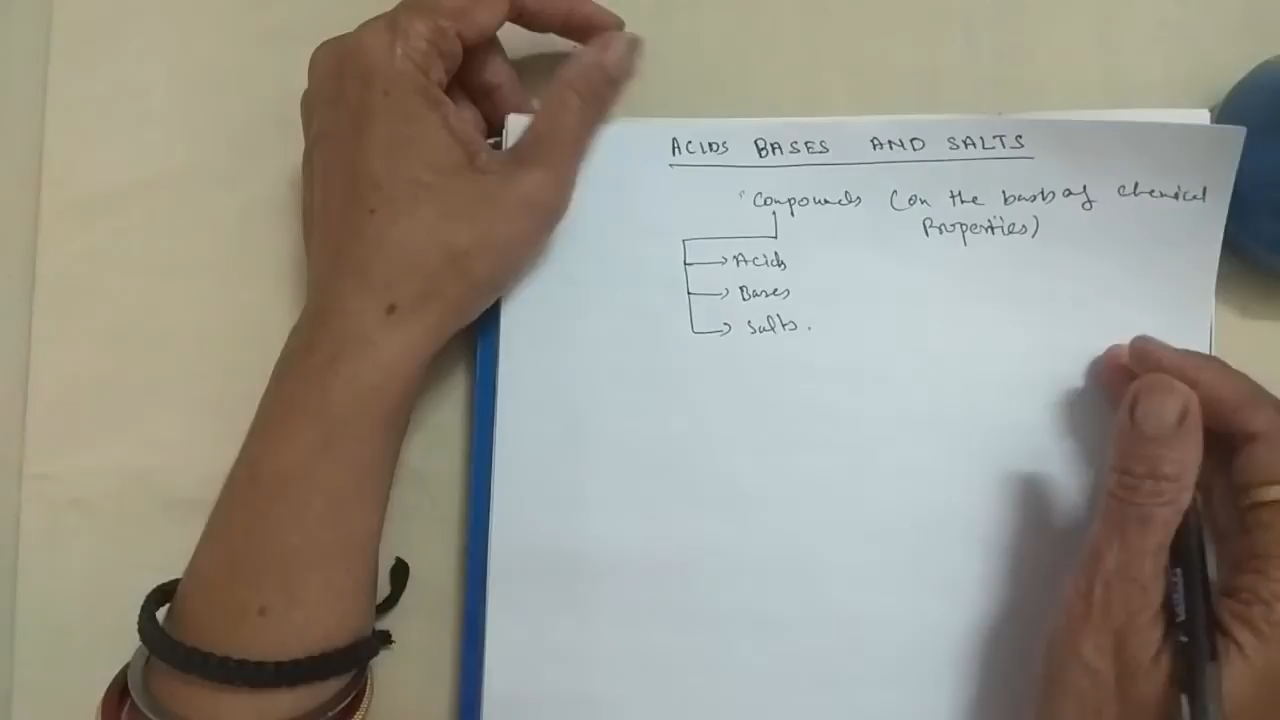 ACIDS BASES AND SALTS
Compounds (on the basis of chemical
Properties)
Acids
Bases
Salts.